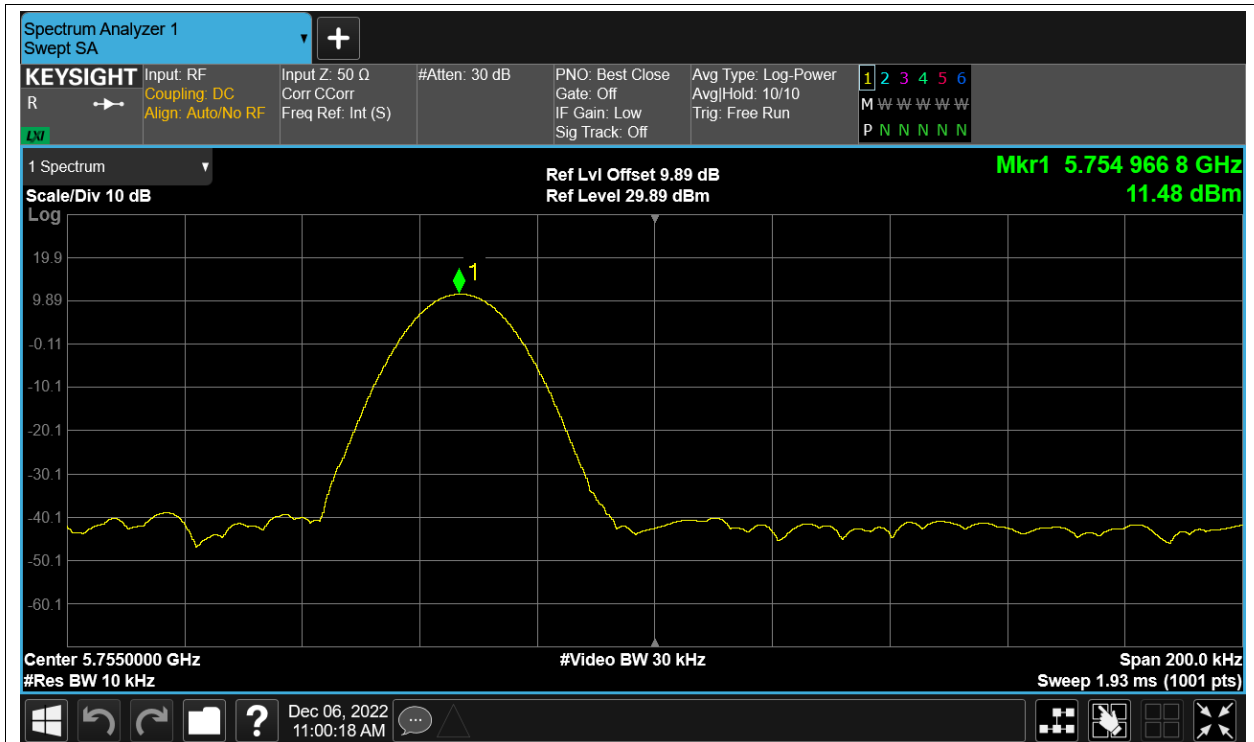 Spectrum Analyzer 1
Swept SA
+
KEYSIGHT
R
LXI
Input: RF
Coupling: DC
Align: Auto/No RF
Input Z: 50 Ω
Corr CCorr
Freq Ref: Int (S)
#Atten: 30 dB
PNO: Best Close
Gate: Off
IF Gain: Low
Sig Track: Off
Avg Type: Log-Power
Avg|Hold: 10/10
Trig: Free Run
1 2 3 4 5 6
M W W W W W
P N N N N N
1 Spectrum
Scale/Div 10 dB
Log
Ref Lvl Offset 9.89 dB
Ref Level 29.89 dBm
Mkr1 5.754 966 8 GHz
11.48 dBm
1
19.9
9.89
-0.11
-10.1
-20.1
-30.1
-40.1
-50.1
-60.1
Center 5.7550000 GHz
#Res BW 10 kHz
#Video BW 30 kHz
Span 200.0 kHz
Sweep 1.93 ms (1001 pts)
?
Dec 06, 2022
11:00:18 AM